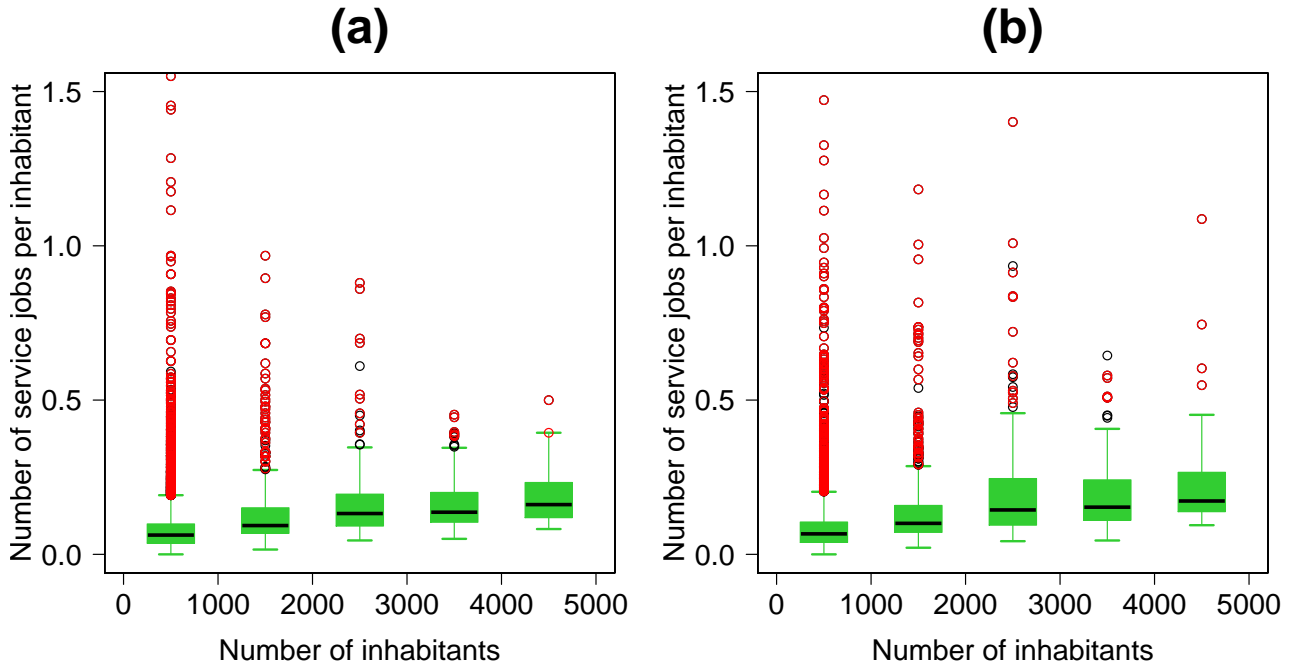 (a)
Number of service jobs per inhabitant
1.5
1.0
0.5
0.0
0 1000 2000 3000 4000 5000
Number of inhabitants
(b)
Number of service jobs per inhabitant
1.5
1.0
0.5
0.0
0 1000 2000 3000 4000 5000
Number of inhabitants